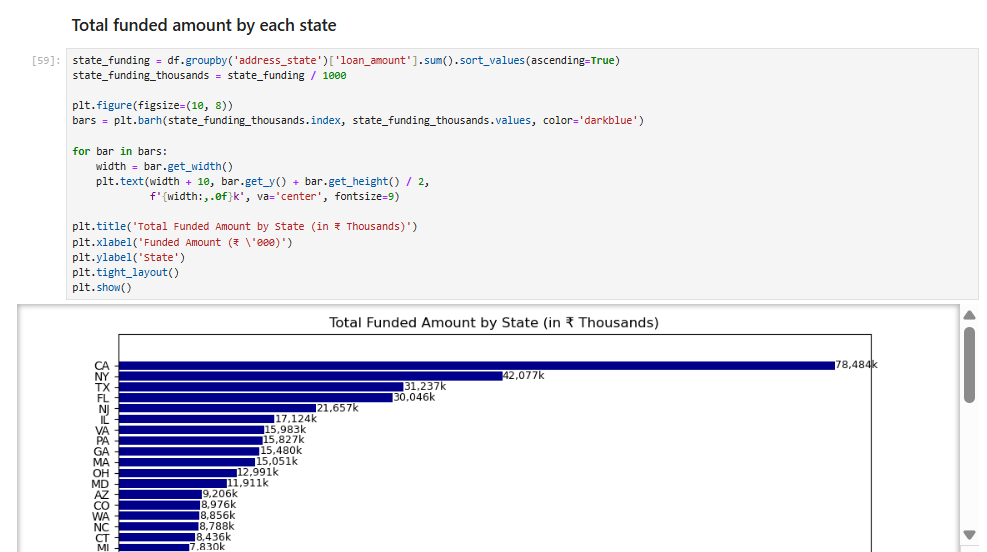 Total funded amount by each state
[59]: state_funding = df.groupby('address_state')['loan_amount'].sum().sort_values(ascending=True)
state_funding_thousands = state_funding / 1000
plt.figure(figsize=(10, 8))
bars = plt.barh(state_funding_thousands.index, state_funding_thousands.values, color='darkblue')
for bar in bars:
    width = bar.get_width()
    plt.text(width + 10, bar.get_y() + bar.get_height() / 2,
             f'{width:,.0f}k', va='center', fontsize=9)
plt.title('Total Funded Amount by State (in ₹ Thousands)')
plt.xlabel('Funded Amount (₹ \'000)')
plt.ylabel('State')
plt.tight_layout()
plt.show()
Total Funded Amount by State (in ₹ Thousands)
CA 78,484k
NY 42,077k
TX 31,237k
FL 30,046k
NJ 21,657k
IL 17,124k
VA 15,983k
PA 15,827k
GA 15,480k
MA 15,051k
OH 12,991k
MD 11,911k
AZ 9,206k
CO 8,976k
WA 8,856k
NC 8,788k
CT 8,436k
MI 7,830k